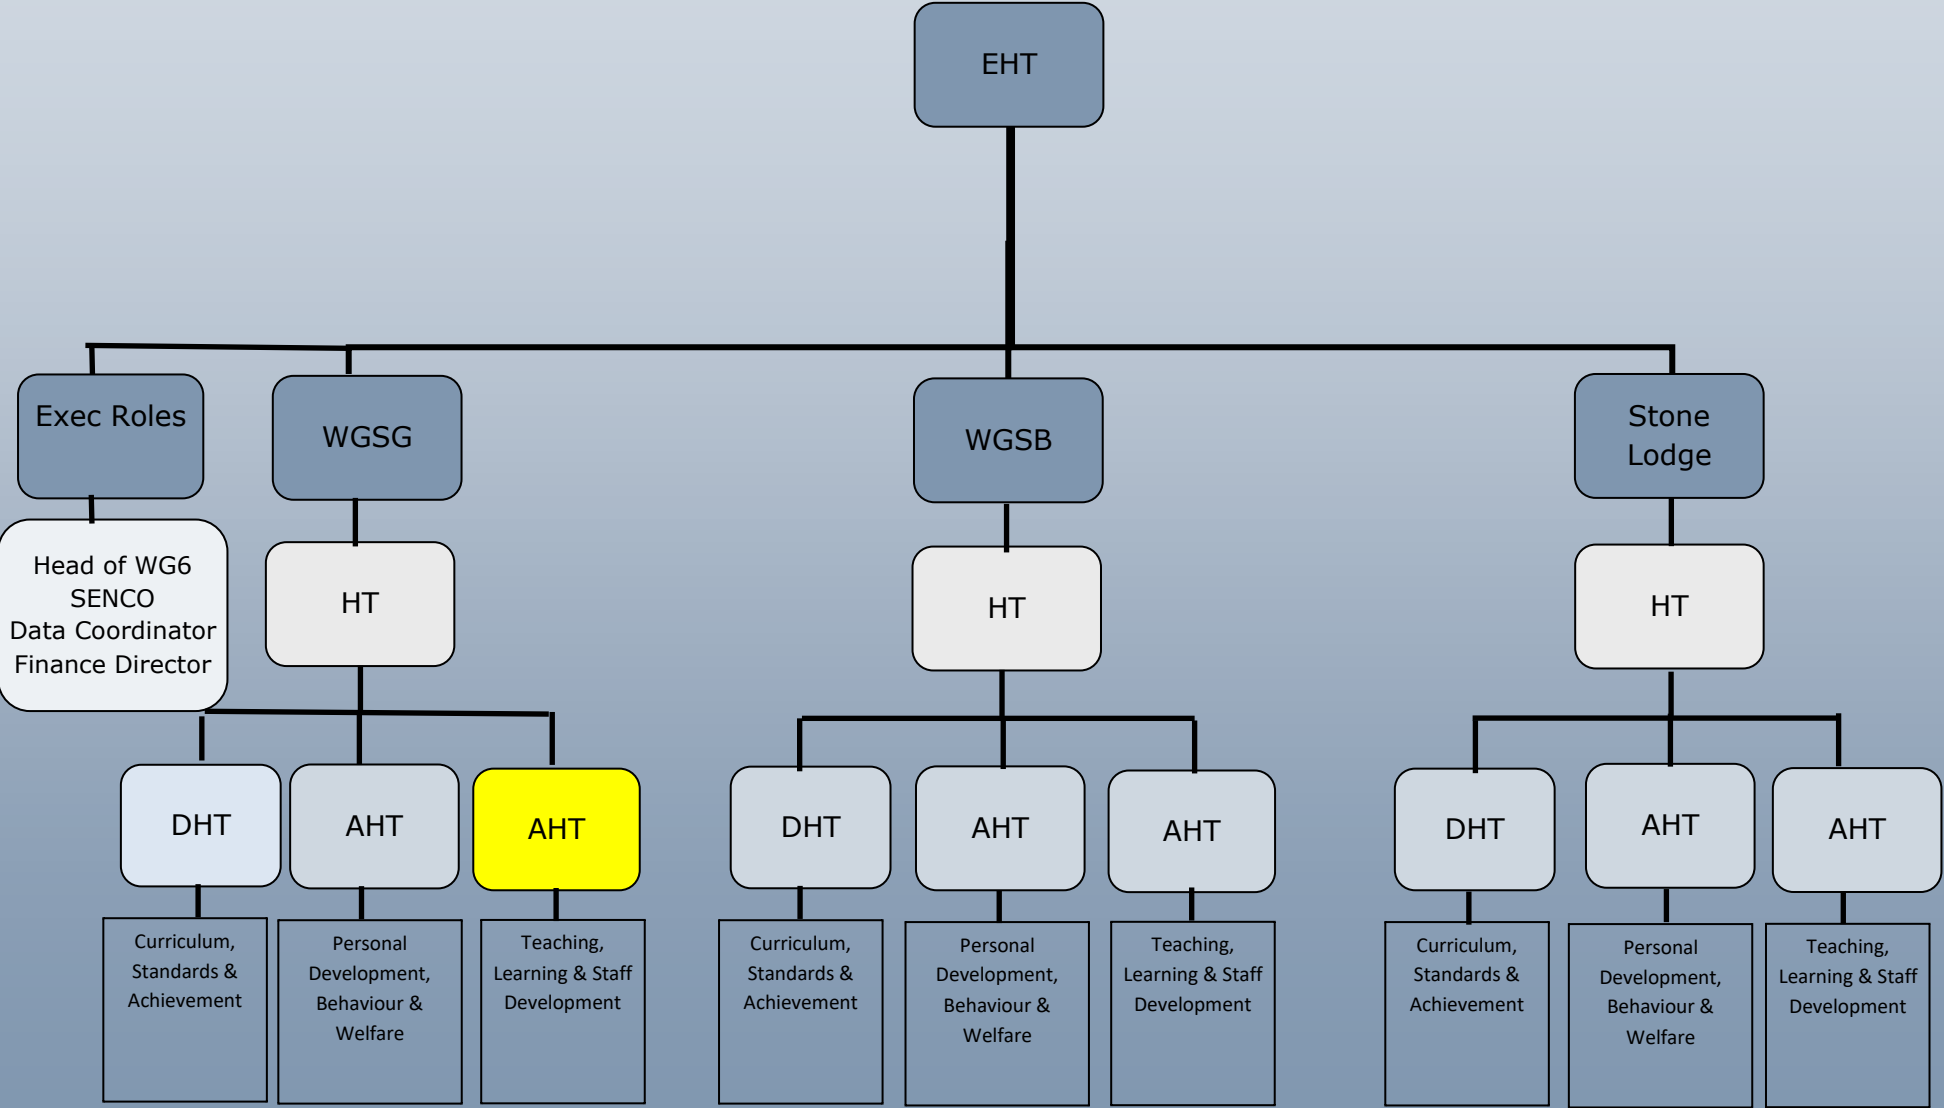 EHT
Exec Roles
WGSG
WGSB
Stone
Lodge
Head of WG6
SENCO
Data Coordinator
Finance Director
HT
HT
HT
DHT
AHT
AHT
DHT
AHT
AHT
DHT
AHT
AHT
Curriculum,
Standards &
Achievement
Personal
Development,
Behaviour &
Welfare
Teaching,
Learning & Staff
Development
Curriculum,
Standards &
Achievement
Personal
Development,
Behaviour &
Welfare
Teaching,
Learning & Staff
Development
Curriculum,
Standards &
Achievement
Personal
Development,
Behaviour &
Welfare
Teaching,
Learning & Staff
Development